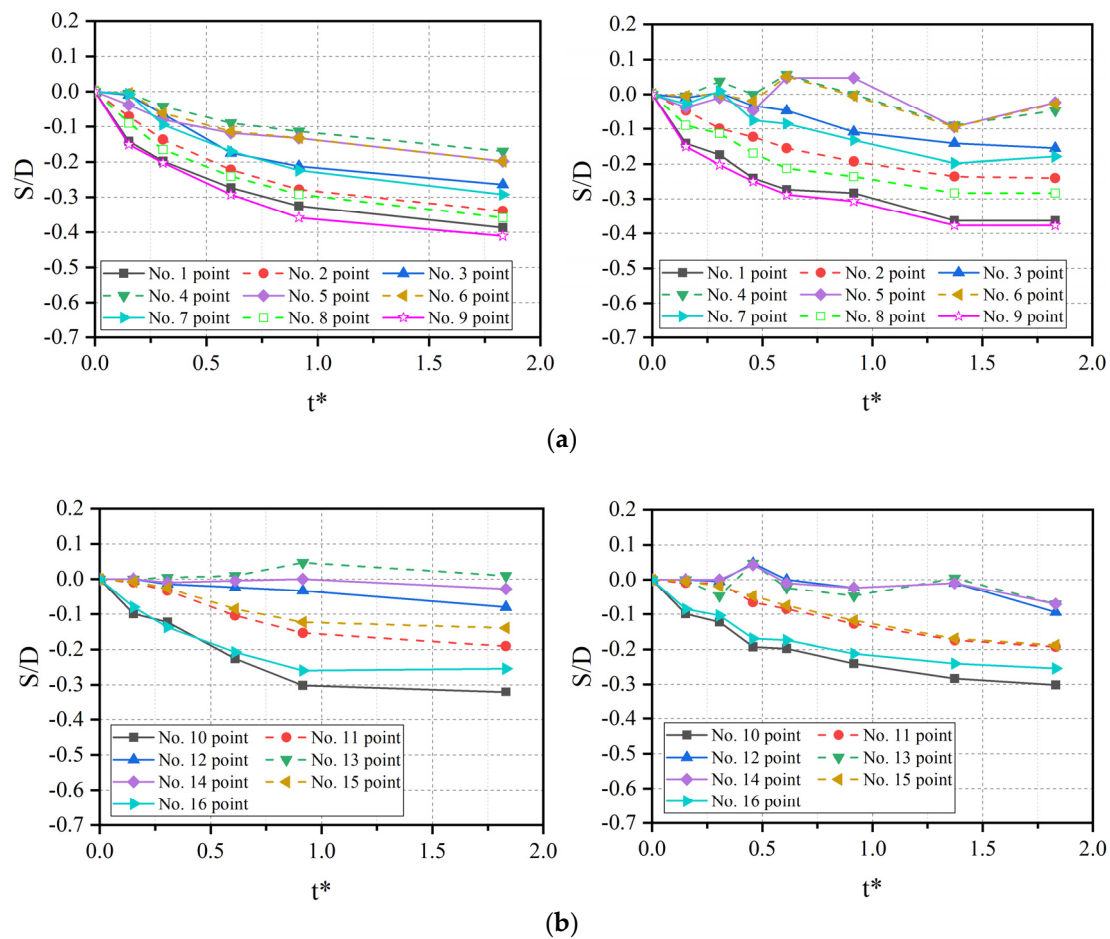 0.2
0.1
0.0
-0.1
-0.2
-0.3
-0.4
-0.5
-0.6
-0.7
S/D
No. 1 point No. 2 point No. 3 point
No. 4 point No. 5 point No. 6 point
No. 7 point No. 8 point No. 9 point
0.0 0.5 1.0 1.5 2.0
t*
0.2
0.1
0.0
-0.1
-0.2
-0.3
-0.4
-0.5
-0.6
-0.7
S/D
No. 1 point No. 2 point No. 3 point
No. 4 point No. 5 point No. 6 point
No. 7 point No. 8 point No. 9 point
0.0 0.5 1.0 1.5 2.0
t*
(a)
0.2
0.1
0.0
-0.1
-0.2
-0.3
-0.4
-0.5
-0.6
-0.7
S/D
No. 10 point No. 11 point
No. 12 point No. 13 point
No. 14 point No. 15 point
No. 16 point
0.0 0.5 1.0 1.5 2.0
t*
0.2
0.1
0.0
-0.1
-0.2
-0.3
-0.4
-0.5
-0.6
-0.7
S/D
No. 10 point No. 11 point
No. 12 point No. 13 point
No. 14 point No. 15 point
No. 16 point
0.0 0.5 1.0 1.5 2.0
t*
(b)